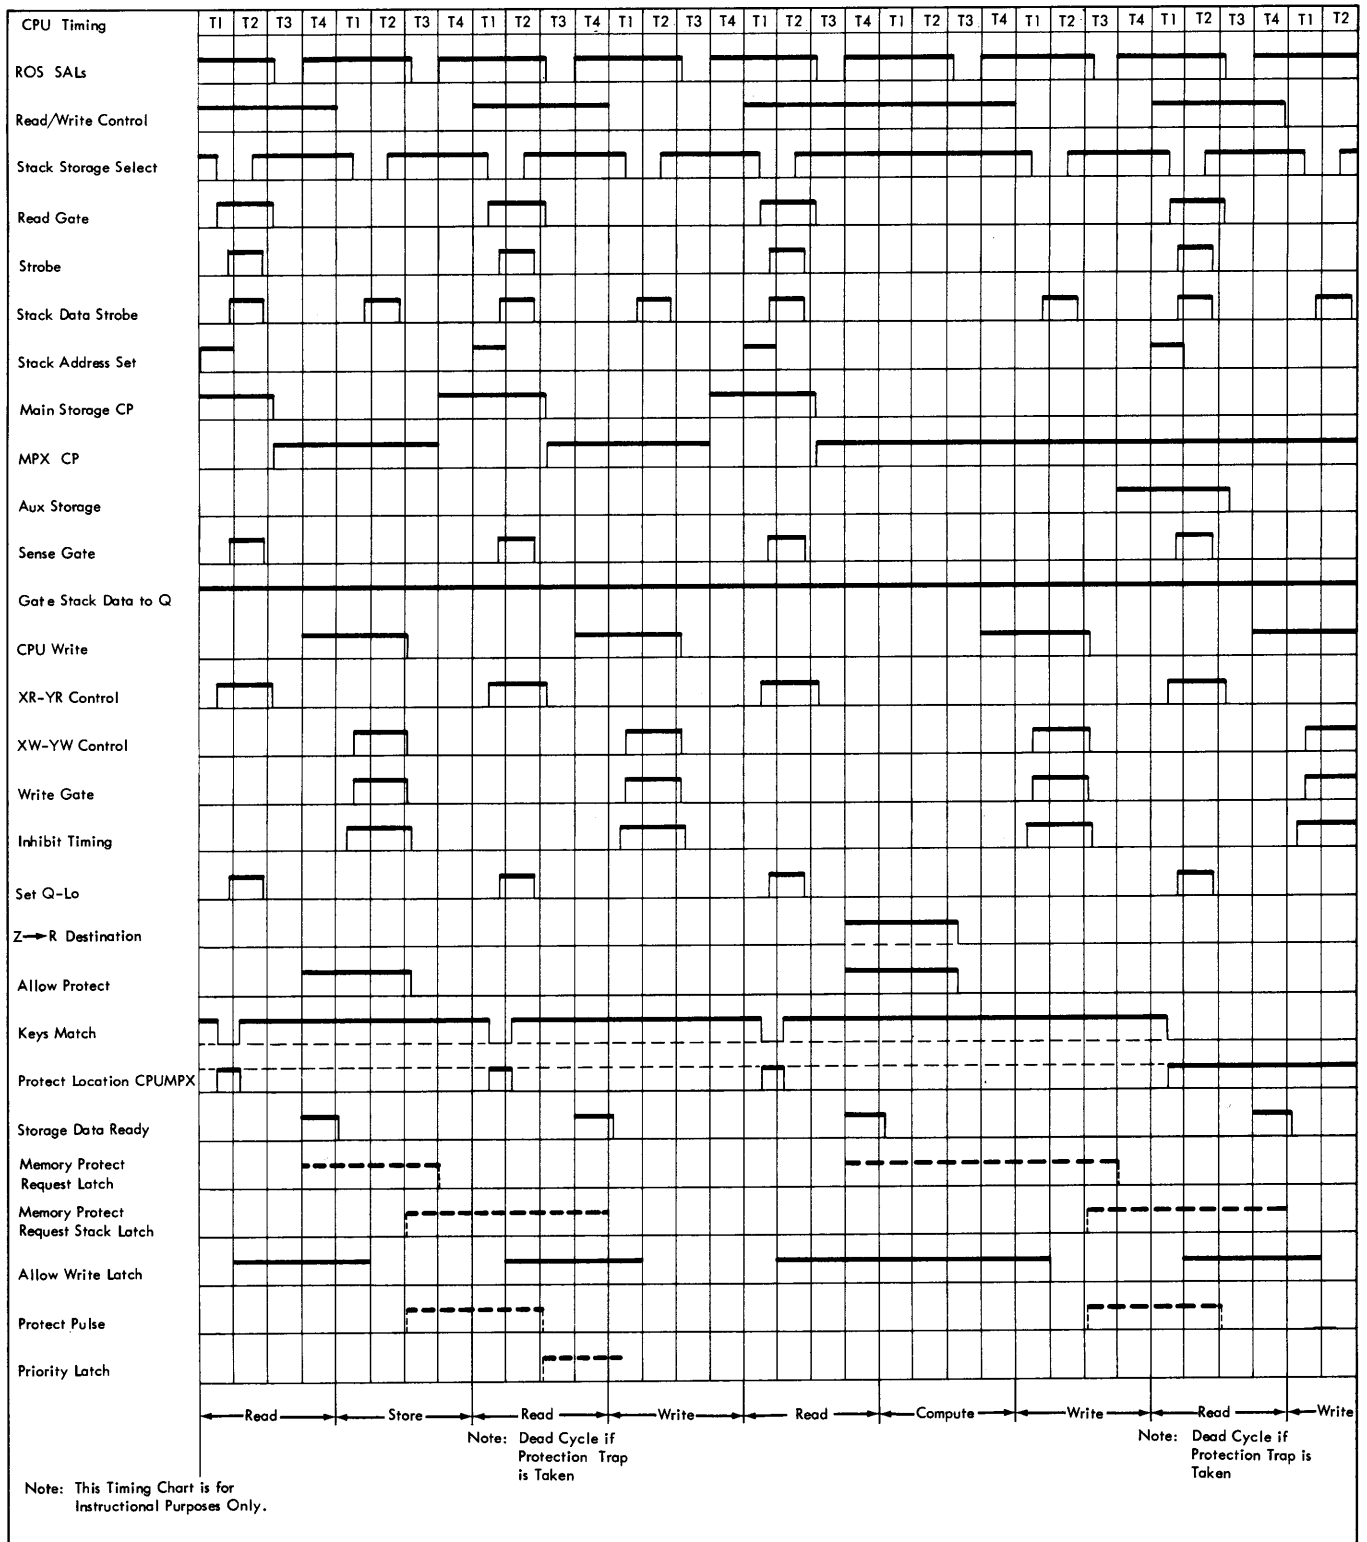 CPU Timing T1 T2 T3 T4 T1 T2 T3 T4 T1 T2 T3 T4 T1 T2 T3 T4 T1 T2 T3 T4 T1 T2 T3 T4 T1 T2 T3 T4 T1 T2 T3 T4 T1 T2
ROS SALs
Read/Write Control
Stack Storage Select
Read Gate
Strobe
Stack Data Strobe
Stack Address Set
Main Storage CP
MPX CP
Aux Storage
Sense Gate
Gate Stack Data to Q
CPU Write
XR-YR Control
XW-YW Control
Write Gate
Inhibit Timing
Set Q-Lo
Z→R Destination
Allow Protect
Keys Match
Protect Location CPUMPX
Storage Data Ready
Memory Protect
Request Latch
Memory Protect
Request Stack Latch
Allow Write Latch
Protect Pulse
Priority Latch
Read Store Read Write Read Compute Write Read Write
Note: Dead Cycle if
Protection Trap
is Taken
Note: Dead Cycle if
Protection Trap is
Taken
Note: This Timing Chart is for
Instructional Purposes Only.